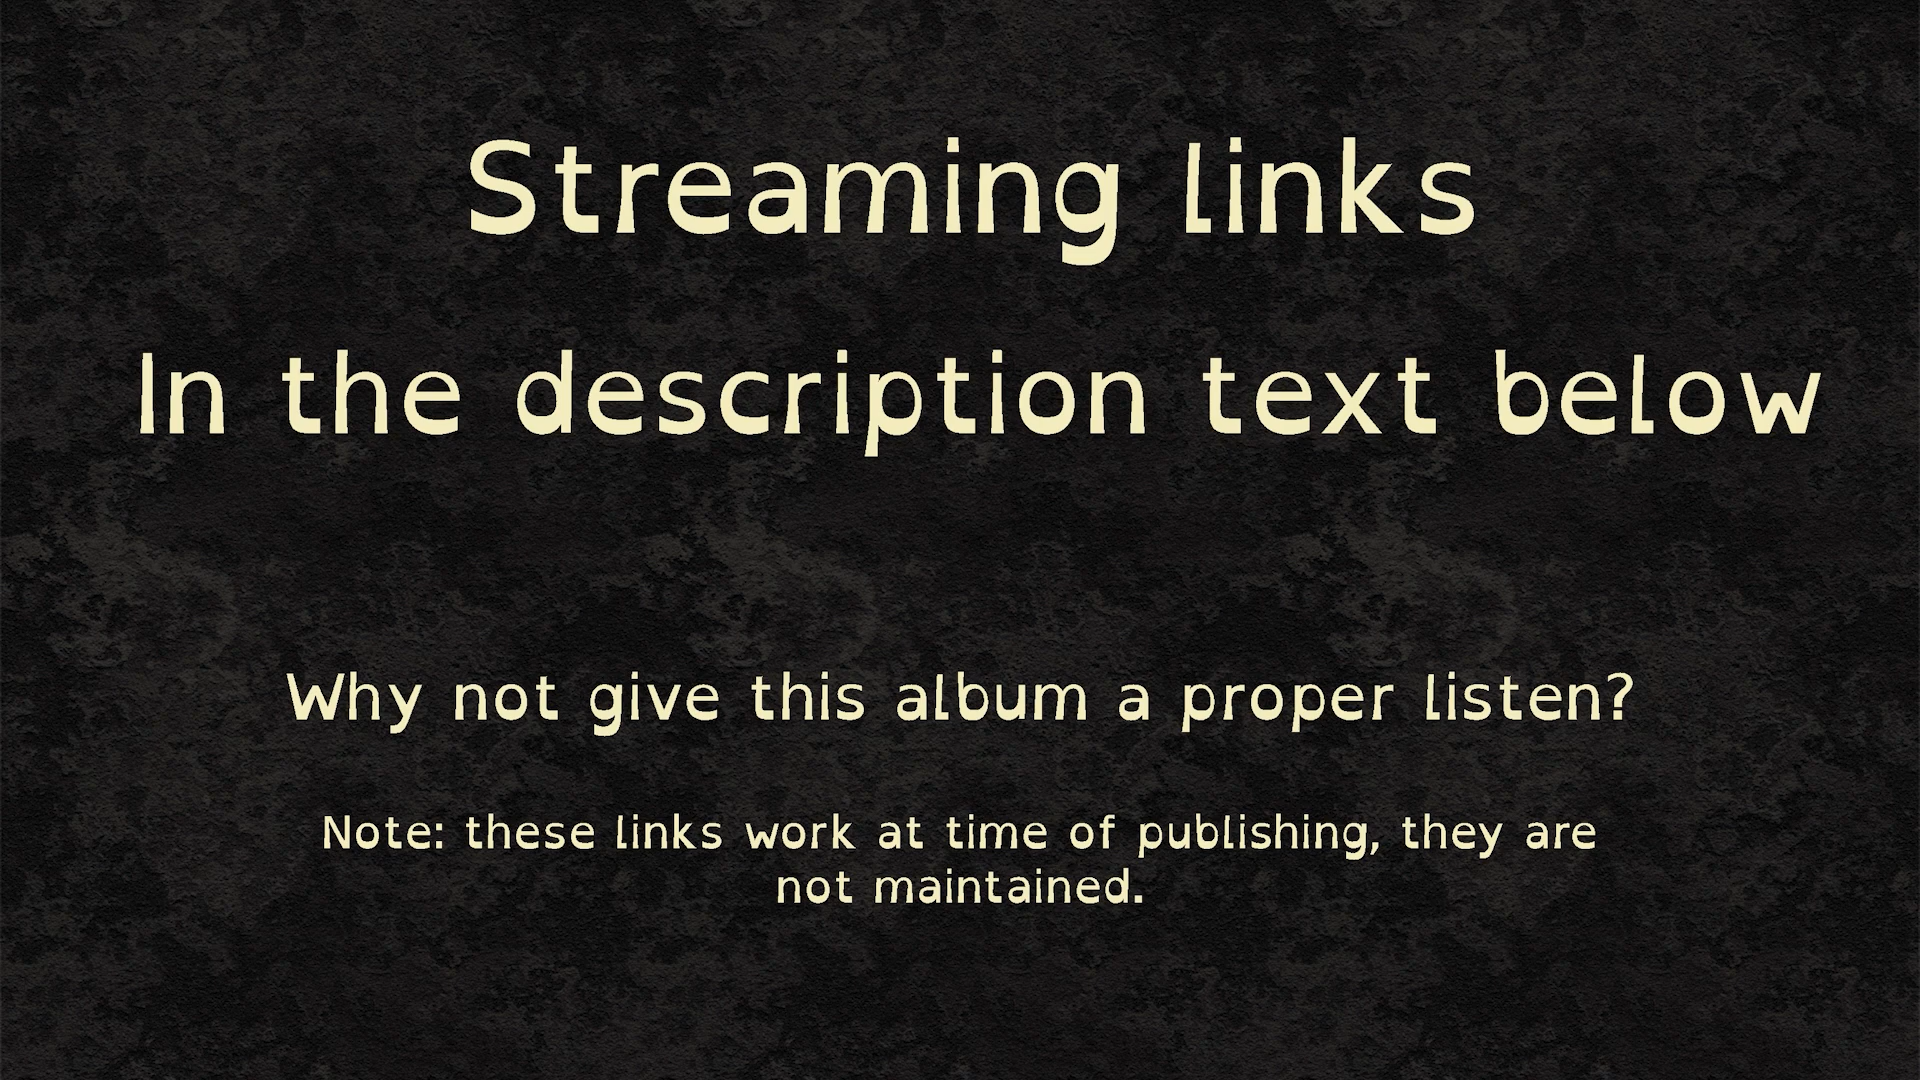 Streaming links
In the description text below
Why not give this album a proper listen?
Note: these links work at time of publishing, they are
not maintained.